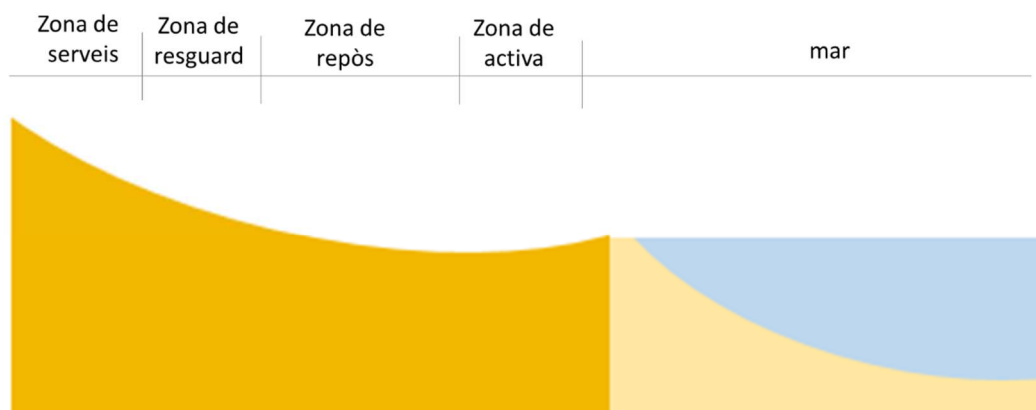 Zona de
serveis
Zona de
resguard
Zona de
repòs
Zona de
activa
mar